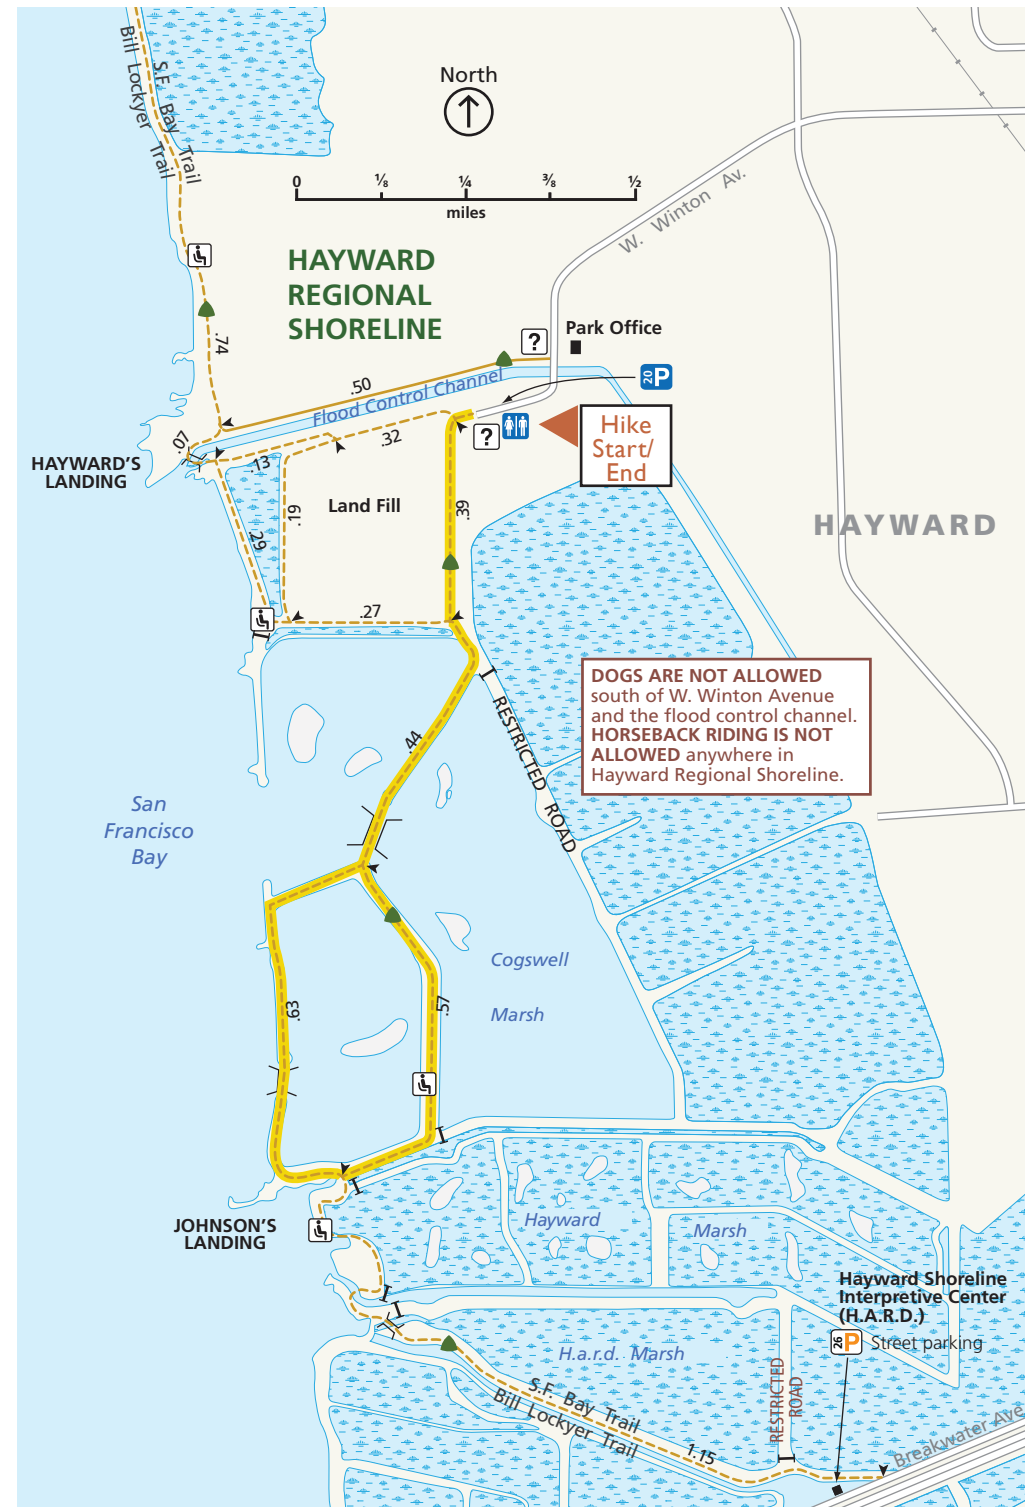 S.F. Bay Trail
Bill Lockyer Trail
North
0 ⅛ ¼ ⅜ ½
miles
W. Winton Av.
HAYWARD
REGIONAL
SHORELINE
.74
?
Park Office
20 P
.50
Flood Control Channel
.07
.32
?
Hike
Start/
End
HAYWARD'S
LANDING
.13
Land Fill
.19
.39
.29
HAYWARD
.27
DOGS ARE NOT ALLOWED
south of W. Winton Avenue
and the flood control channel.
HORSEBACK RIDING IS NOT
ALLOWED anywhere in
Hayward Regional Shoreline.
RESTRICTED ROAD
.44
San
Francisco
Bay
Cogswell
Marsh
.63
.57
JOHNSON'S
LANDING
Hayward
Marsh
Hayward Shoreline
Interpretive Center
(H.A.R.D.)
26 P Street parking
H.a.r.d. Marsh
RESTRICTED
ROAD
S.F. Bay Trail
Bill Lockyer Trail
1.15
Breakwater Ave